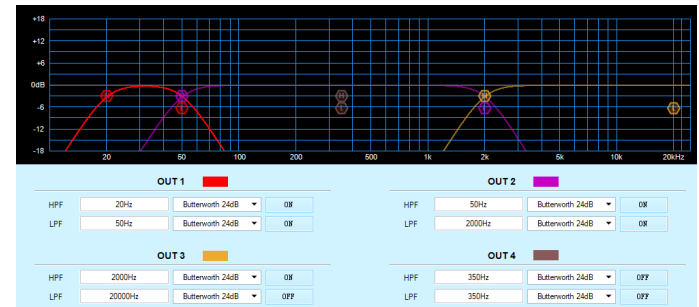 +18
+12
+6
0dB
-6
-12
-18
20 50 100 200 500 1k 2k 5k 10k 20kHz
OUT 1 OUT 2
HPF 20Hz Butterworth 24dB ON HPF 50Hz Butterworth 24dB ON
LPF 50Hz Butterworth 24dB ON LPF 2000Hz Butterworth 24dB ON
OUT 3 OUT 4
HPF 2000Hz Butterworth 24dB ON HPF 350Hz Butterworth 24dB OFF
LPF 20000Hz Butterworth 24dB OFF LPF 350Hz Butterworth 24dB OFF